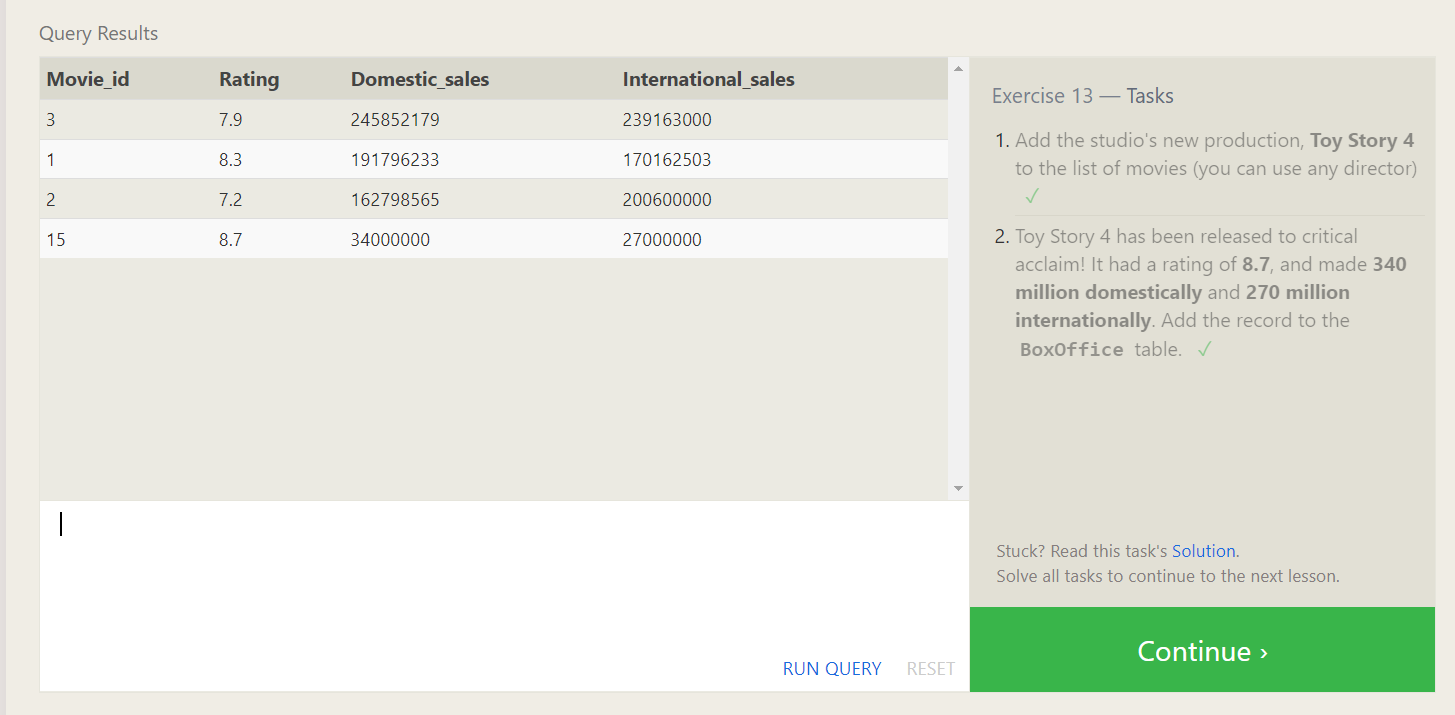 Query Results
Movie_id Rating Domestic_sales International_sales
3 7.9 245852179 239163000
1 8.3 191796233 170162503
2 7.2 162798565 200600000
15 8.7 34000000 27000000
RUN QUERY RESET
Exercise 13 — Tasks
1. Add the studio's new production, Toy Story 4
to the list of movies (you can use any director)
✓
2. Toy Story 4 has been released to critical
acclaim! It had a rating of 8.7, and made 340
million domestically and 270 million
internationally. Add the record to the
BoxOffice table. ✓
Stuck? Read this task's Solution.
Solve all tasks to continue to the next lesson.
Continue ›